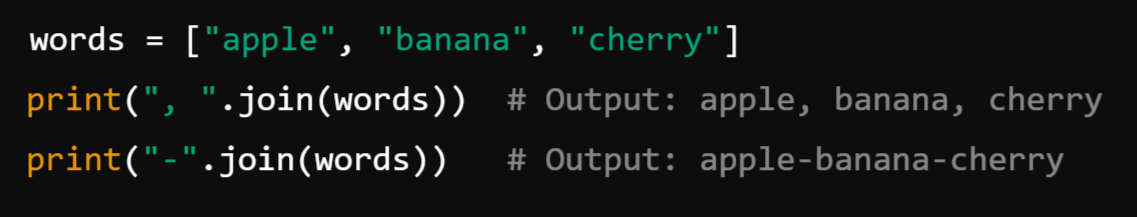 words = ["apple", "banana", "cherry"]
print(", ".join(words))  # Output: apple, banana, cherry
print("-".join(words))   # Output: apple-banana-cherry